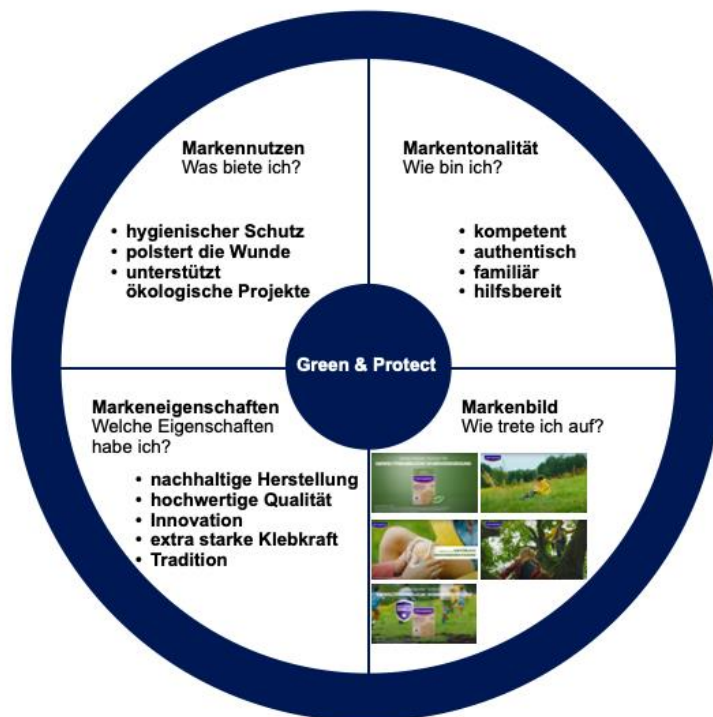 Markennutzen
Was biete ich?
• hygienischer Schutz
• polstert die Wunde
• unterstützt
ökologische Projekte
Markentonalität
Wie bin ich?
• kompetent
• authentisch
• familiär
• hilfsbereit
Green & Protect
Markeneigenschaften
Welche Eigenschaften
habe ich?
• nachhaltige Herstellung
• hochwertige Qualität
• Innovation
• extra starke Klebkraft
• Tradition
Markenbild
Wie trete ich auf?